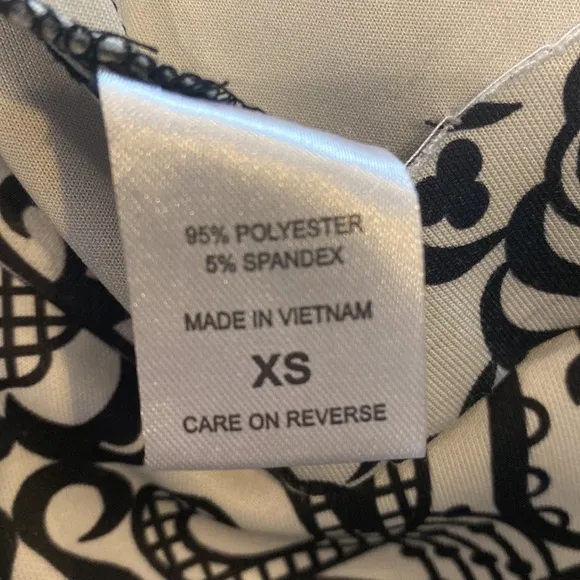 95% POLYESTER
5% SPANDEX
MADE IN VIETNAM
XS
CARE ON REVERSE